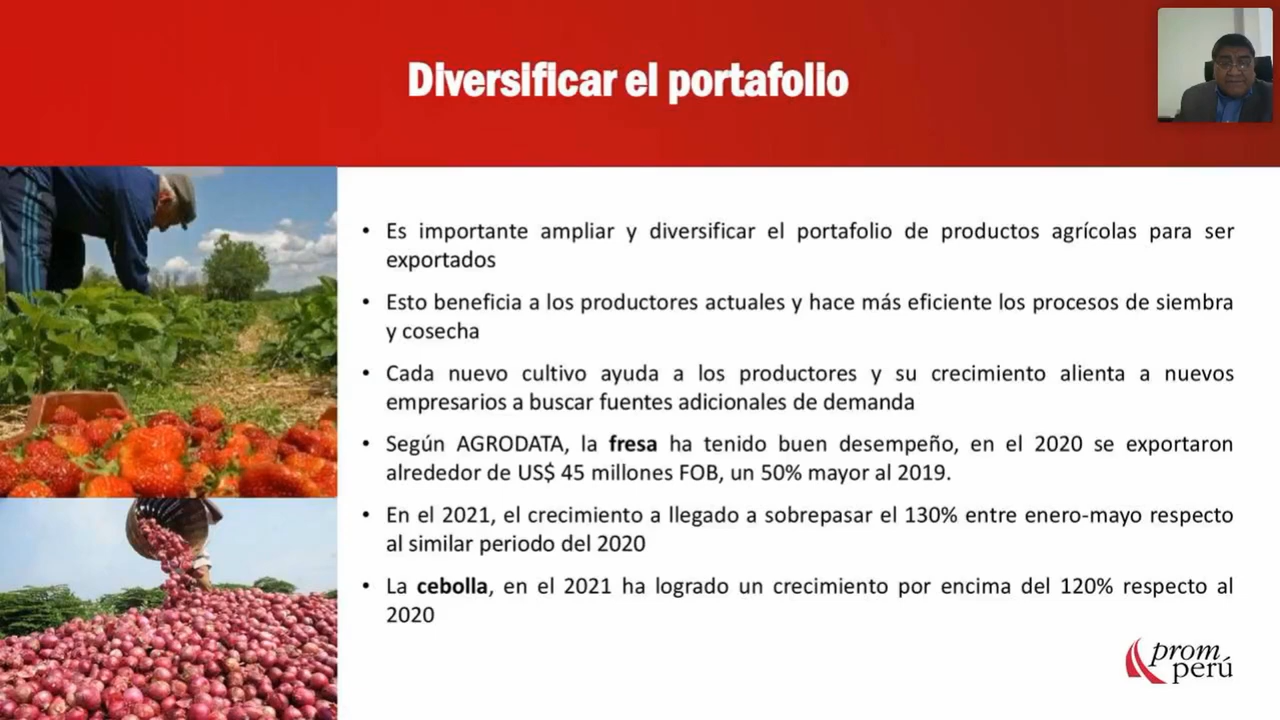 Diversificar el portafolio
• Es importante ampliar y diversificar el portafolio de productos agrícolas para ser
exportados
• Esto beneficia a los productores actuales y hace más eficiente los procesos de siembra
y cosecha
• Cada nuevo cultivo ayuda a los productores y su crecimiento alienta a nuevos
empresarios a buscar fuentes adicionales de demanda
• Según AGRODATA, la fresa ha tenido buen desempeño, en el 2020 se exportaron
alrededor de US$ 45 millones FOB, un 50% mayor al 2019.
• En el 2021, el crecimiento a llegado a sobrepasar el 130% entre enero-mayo respecto
al similar periodo del 2020
• La cebolla, en el 2021 ha logrado un crecimiento por encima del 120% respecto al
2020
prom
perú